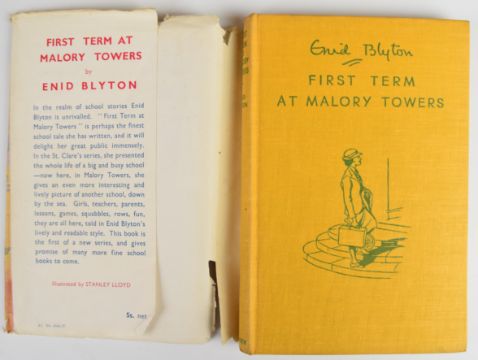 FIRST TERM AT
MALORY TOWERS
by
ENID BLYTON
In the realm of school stories Enid
Blyton is unrivalled. "First Term at
Malory Towers" is perhaps the finest
school tale she has written, and it will
delight her great public immensely.
In the St. Clare's series, she presented
the whole life of a big and busy school
—now here, in Malory Towers, she
gives an even more interesting and
lively picture of another school, down
by the sea. Girls, teachers, parents,
lessons, games, squabbles, rows, fun,
they are all here, told in Enid Blyton's
lively and readable style. This book is
the first of a new series, and gives
promise of many more fine school
books to come.
Illustrated by STANLEY LLOYD
5s. net
Enid Blyton
FIRST TERM
AT MALORY TOWERS